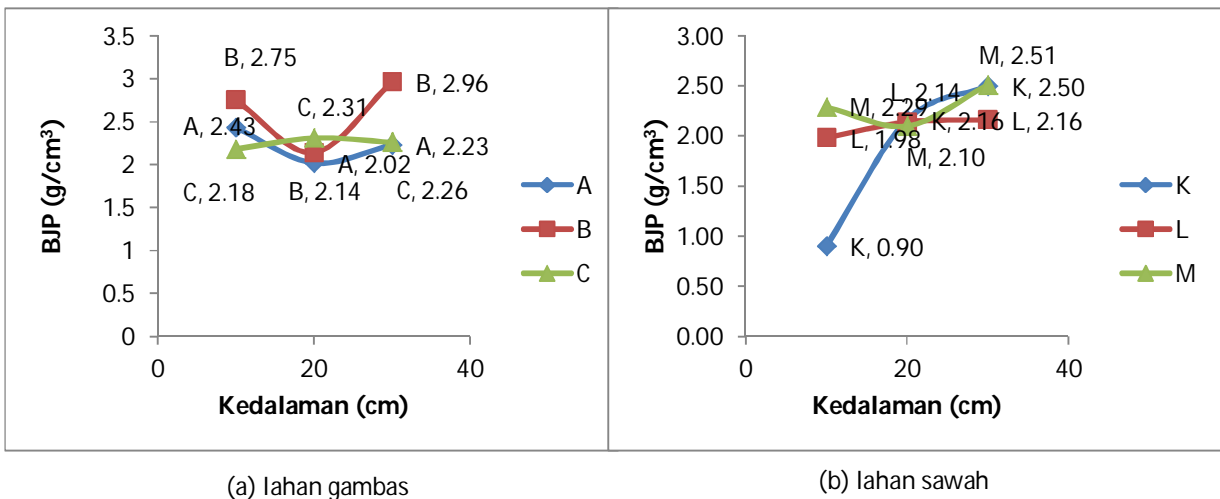 BJP (g/cm³)
3.5
3
2.5
2
1.5
1
0.5
0
B, 2.75
B, 2.96
C, 2.31
A, 2.43
A, 2.23
A, 2.02
C, 2.18
B, 2.14
C, 2.26
A
B
C
0
20
40
Kedalaman (cm)
(a) lahan gambas
BJP (g/cm³)
3.00
2.50
2.00
1.50
1.00
0.50
0.00
M, 2.51
L, 2.14
K, 2.50
M, 2.29
K, 2.16
L, 2.16
L, 1.98
M, 2.10
K, 0.90
K
L
M
0
20
40
Kedalaman (cm)
(b) lahan sawah